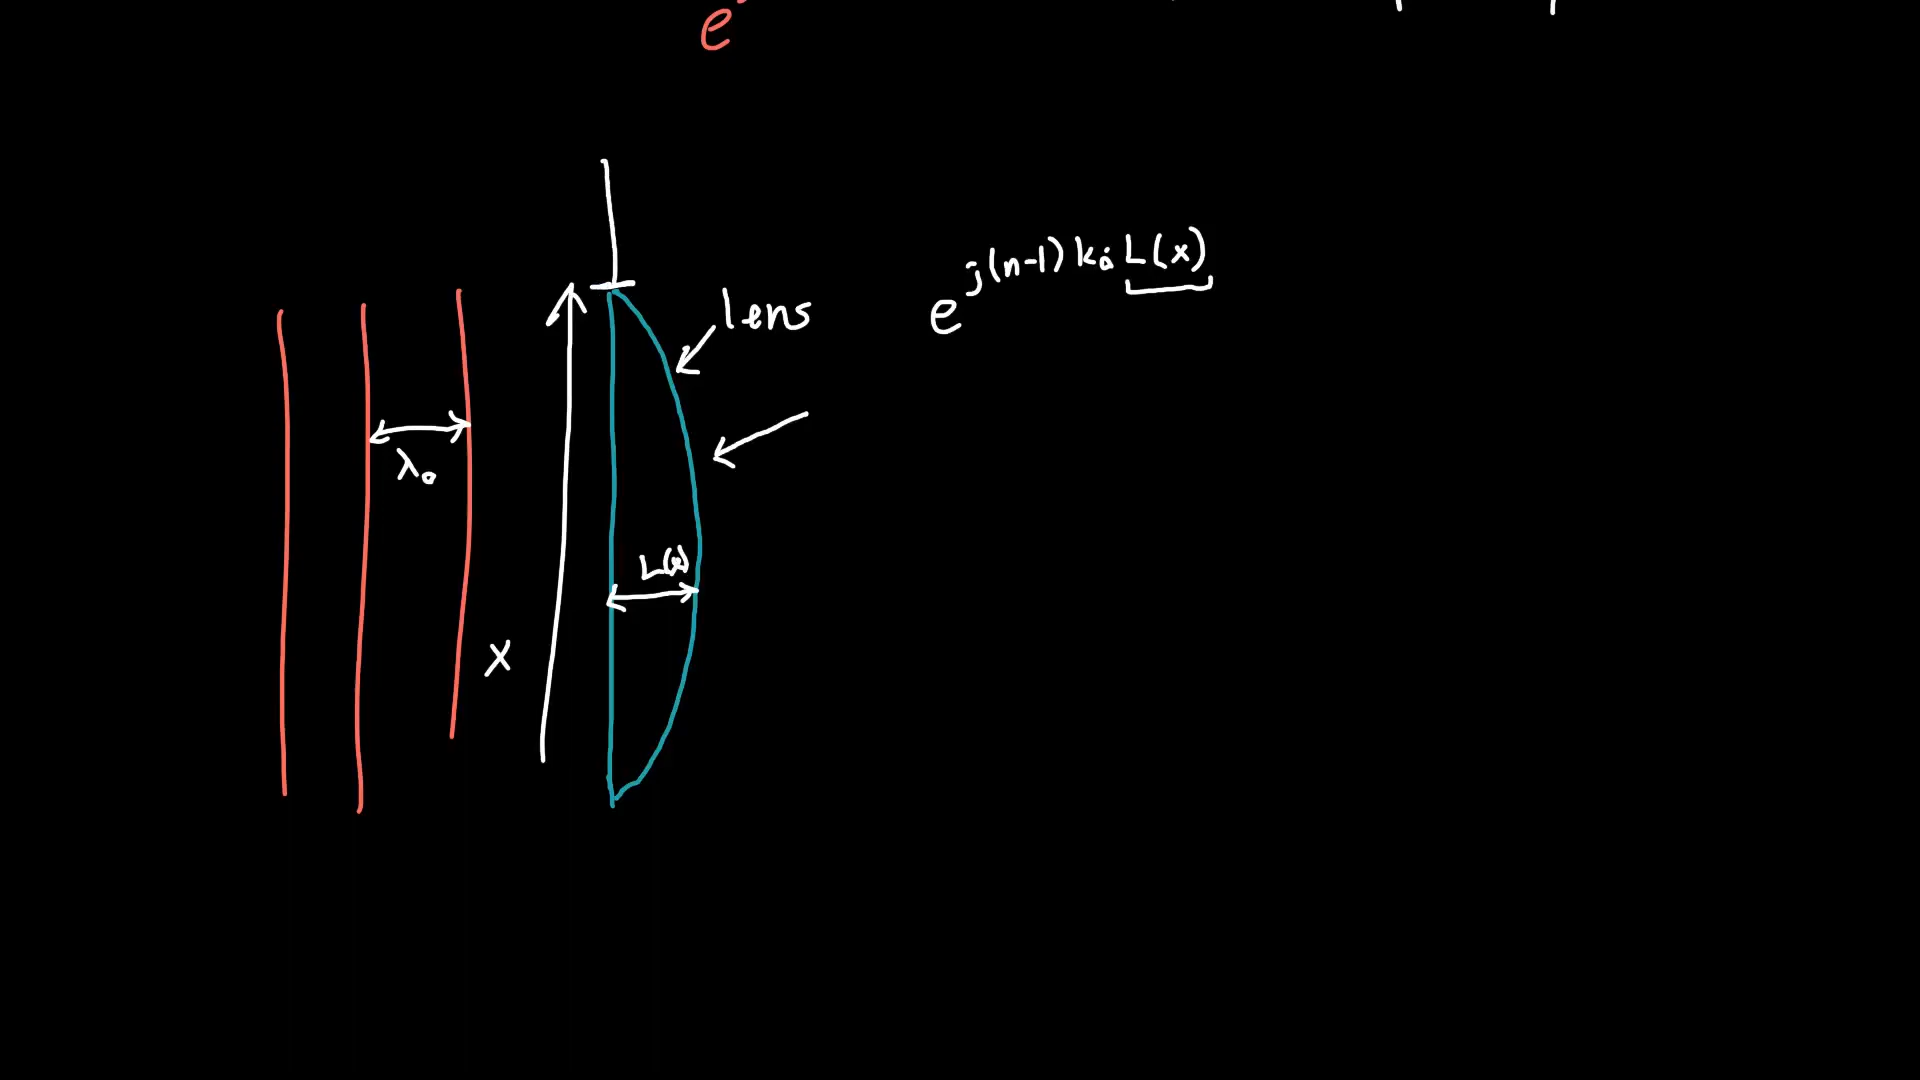 e
lens
e^{j(n-1)k₀L(x)}
λ₀
L(x)
x